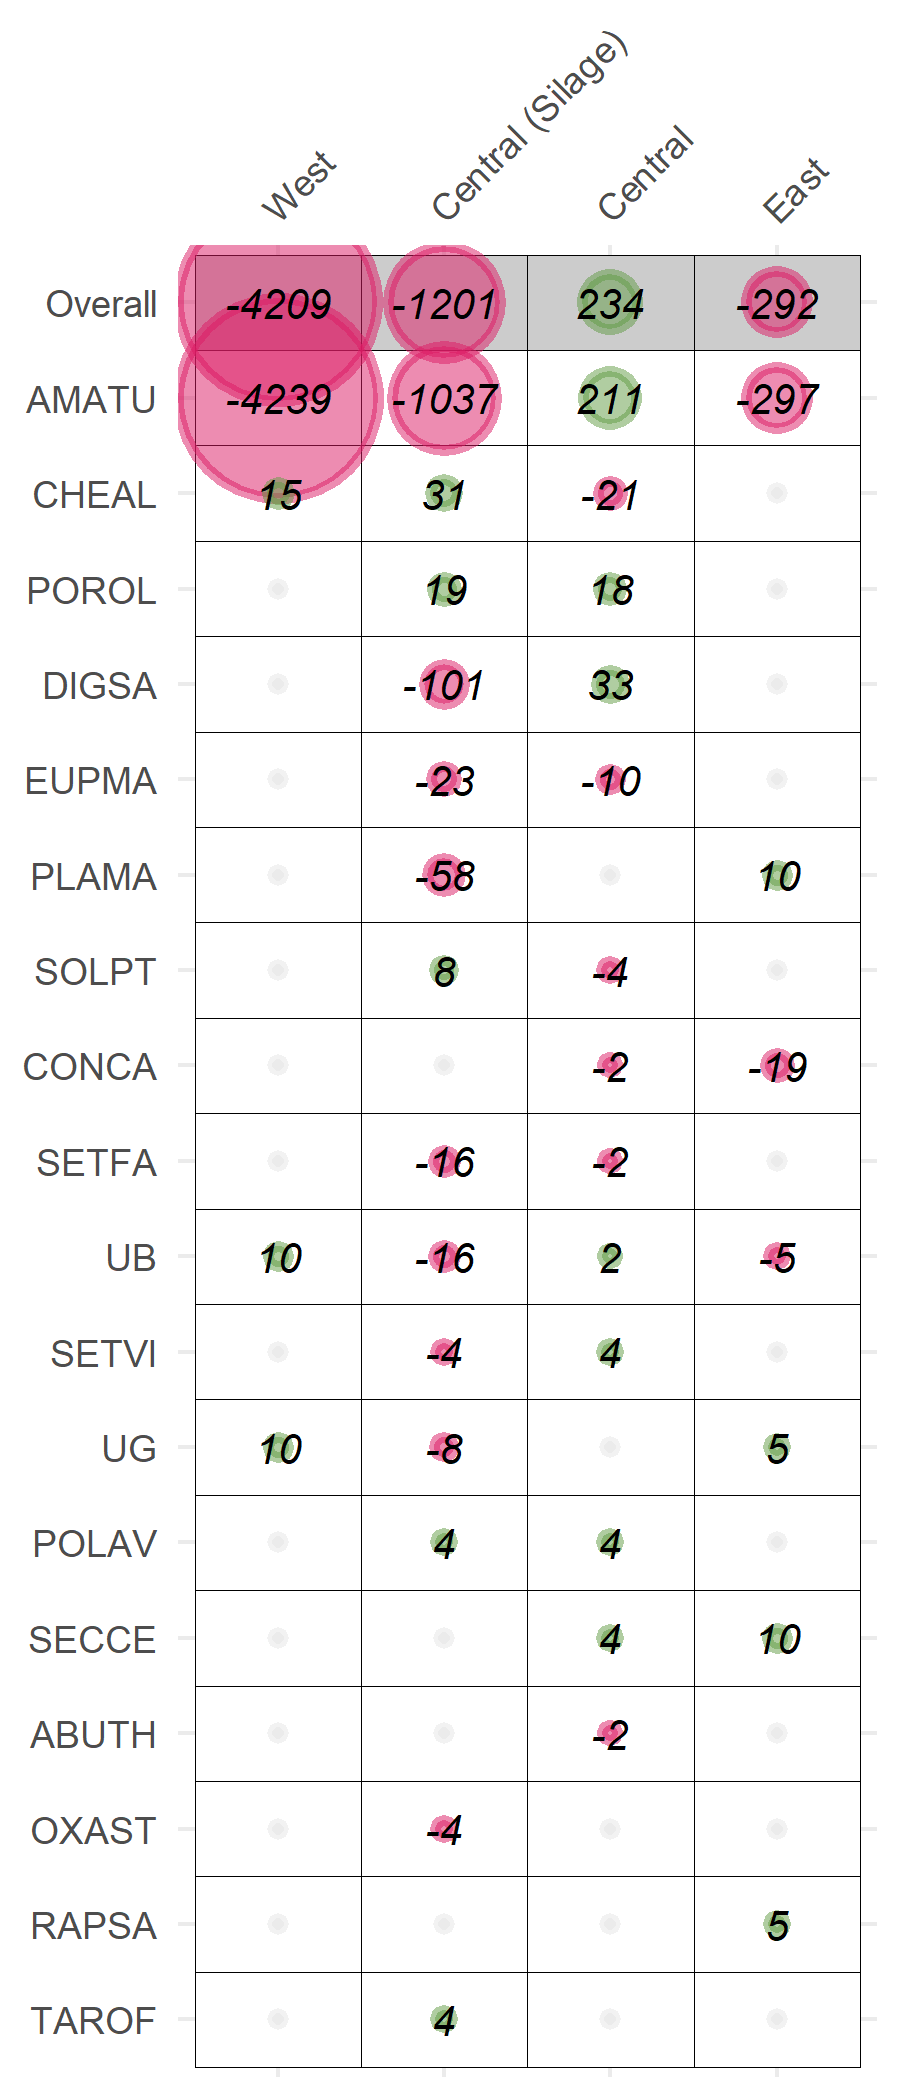 West Central (Silage) Central East
Overall -4209 -1201 234 -292
AMATU -4239 -1037 211 -297
CHEAL 15 31 -21
POROL 19 18
DIGSA -101 33
EUPMA -23 -10
PLAMA -58 10
SOLPT 8 -4
CONCA -2 -19
SETFA -16 -2
UB 10 -16 2 -5
SETVI -4 4
UG 10 -8 5
POLAV 4 4
SECCE 4 10
ABUTH -2
OXAST -4
RAPSA 5
TAROF 4